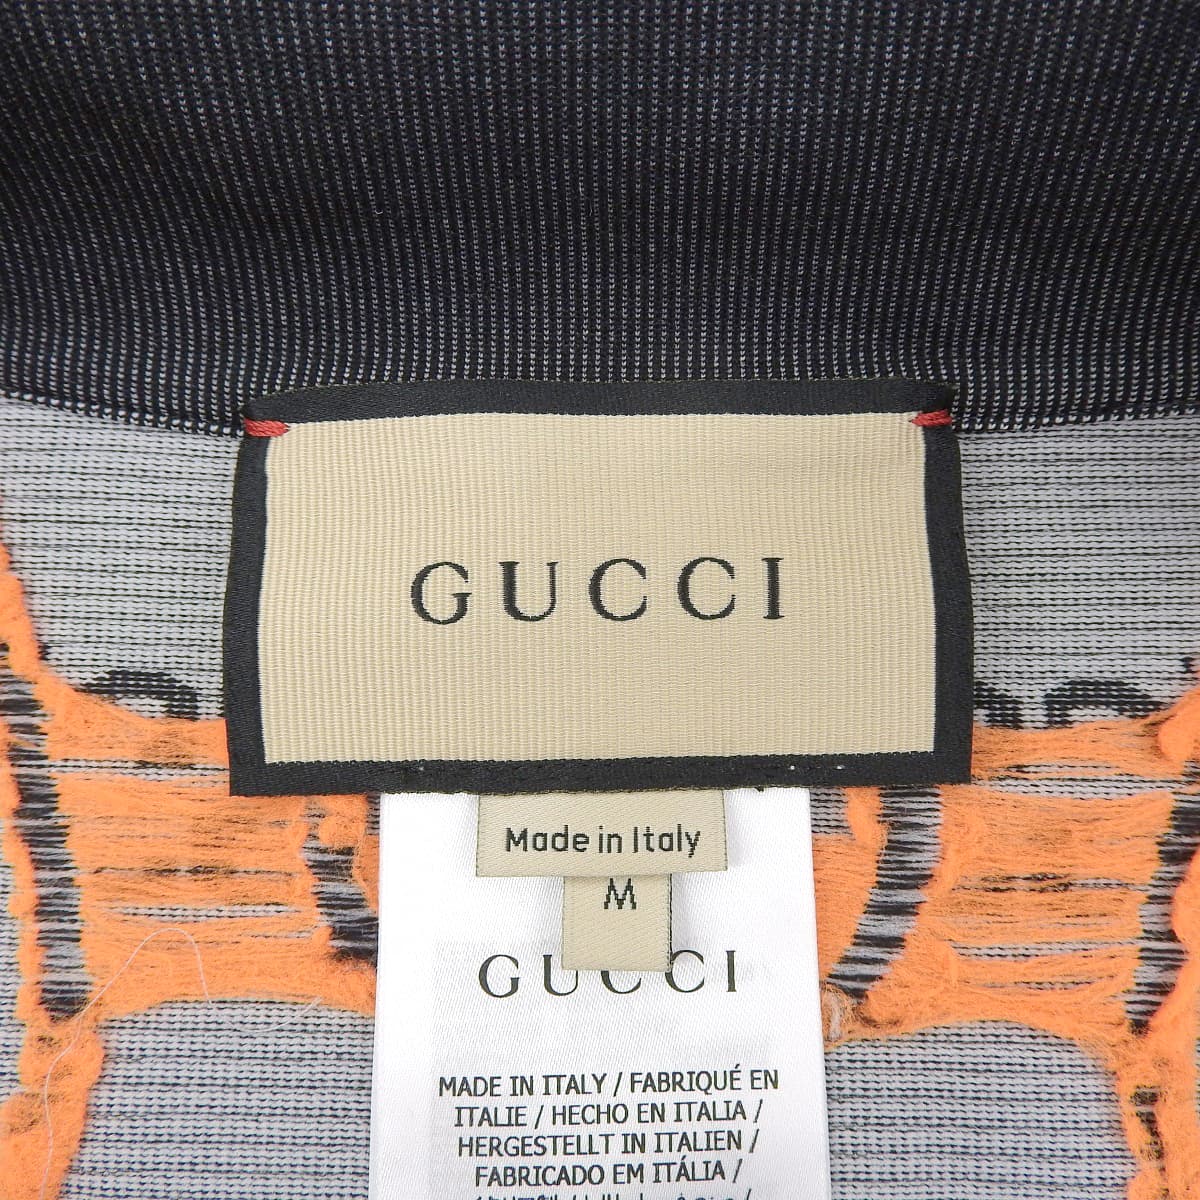 GUCCI
Made in Italy
M
GUCCI
MADE IN ITALY / FABRIQUÉ EN
ITALIE / HECHO EN ITALIA /
HERGESTELLT IN ITALIEN /
FABRICADO EM ITÁLIA /